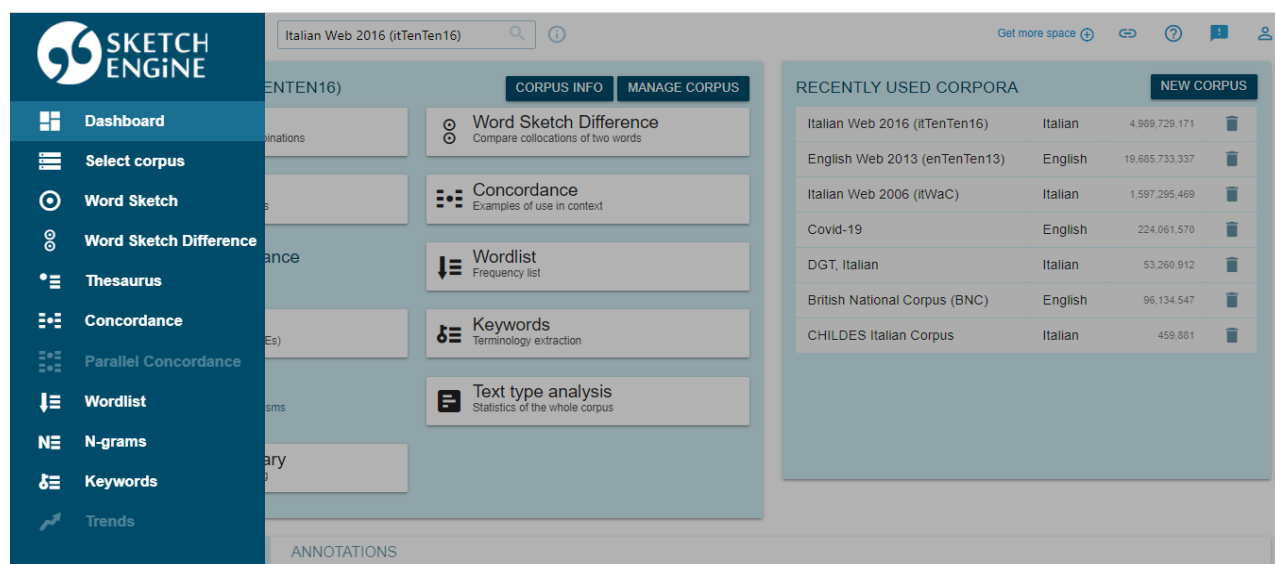 SKETCH
ENGiNE
Dashboard
Select corpus
Word Sketch
Word Sketch Difference
Thesaurus
Concordance
Parallel Concordance
Wordlist
N-grams
Keywords
Trends
Italian Web 2016 (itTenTen16)
Get more space
ENTEN16)
CORPUS INFO
MANAGE CORPUS
Word Sketch Difference
Compare collocations of two words
Concordance
Examples of use in context
Wordlist
Frequency list
Keywords
Terminology extraction
Text type analysis
Statistics of the whole corpus
inations
s
ance
Es)
sms
ary
RECENTLY USED CORPORA
NEW CORPUS
Italian Web 2016 (itTenTen16) Italian 4,989,729,171
English Web 2013 (enTenTen13) English 19,685,733,337
Italian Web 2006 (itWaC) Italian 1,597,295,469
Covid-19 English 224,061,570
DGT, Italian Italian 53,260,912
British National Corpus (BNC) English 96,134,547
CHILDES Italian Corpus Italian 459,881
ANNOTATIONS